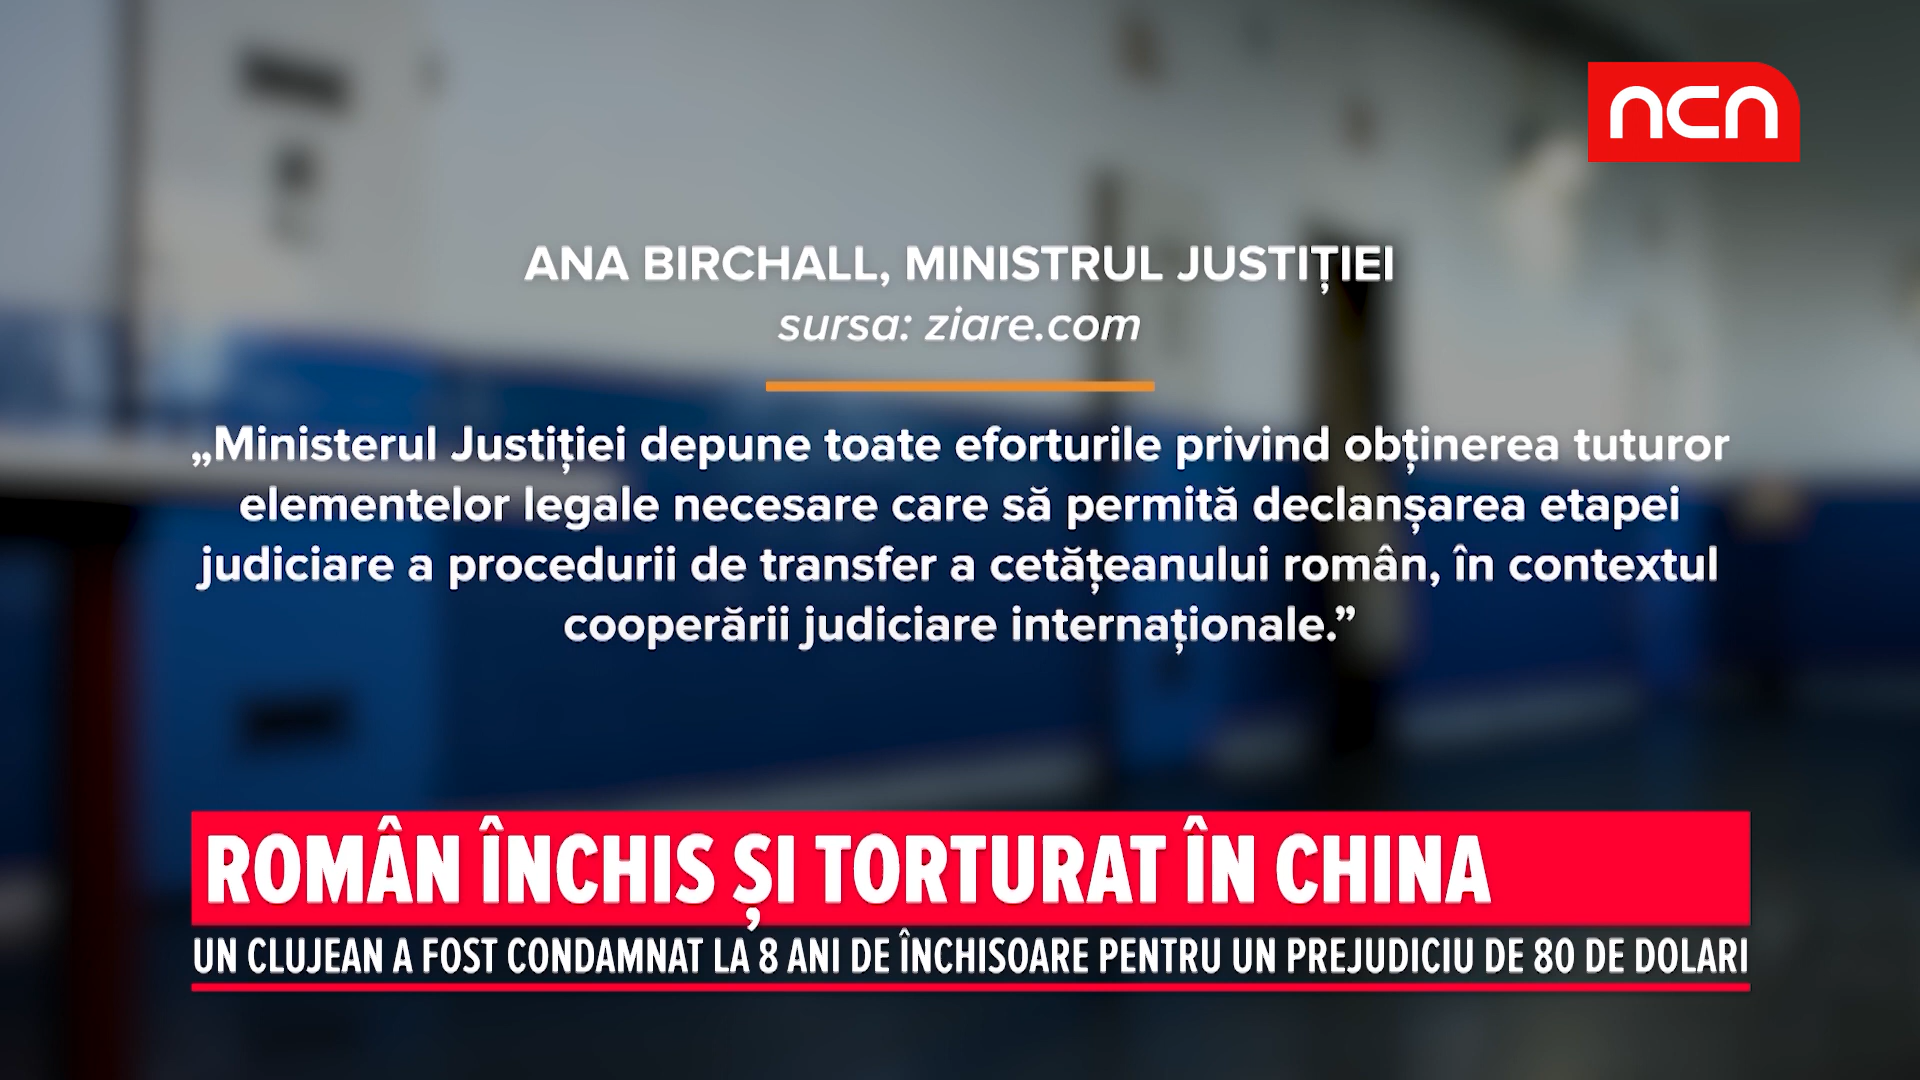 ncn
ANA BIRCHALL, MINISTRUL JUSTIȚIEI
sursa: ziare.com
„Ministerul Justiției depune toate eforturile privind obținerea tuturor
elementelor legale necesare care să permită declanșarea etapei
judiciare a procedurii de transfer a cetățeanului român, în contextul
cooperării judiciare internaționale.”
ROMÂN ÎNCHIS ȘI TORTURAT ÎN CHINA
UN CLUJEAN A FOST CONDAMNAT LA 8 ANI DE ÎNCHISOARE PENTRU UN PREJUDICIU DE 80 DE DOLARI